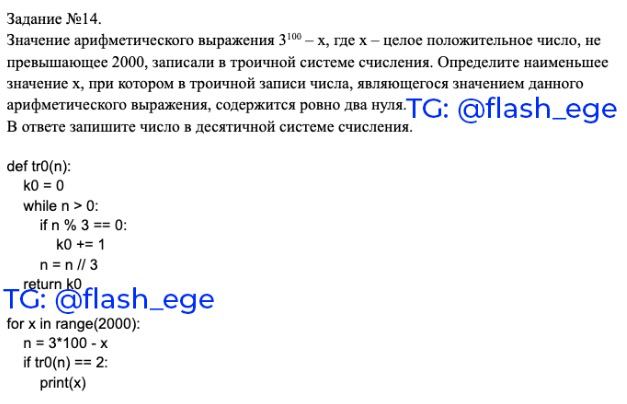 Задание №14.
Значение арифметического выражения 3¹⁰⁰ – x, где x – целое положительное число, не
превышающее 2000, записали в троичной системе счисления. Определите наименьшее
значение x, при котором в троичной записи числа, являющегося значением данного
арифметического выражения, содержится ровно два нуля.
TG: @flash_ege
В ответе запишите число в десятичной системе счисления.
def tr0(n):
k0 = 0
while n > 0:
if n % 3 == 0:
k0 += 1
n = n // 3
return k0
TG: @flash_ege
for x in range(2000):
n = 3*100 - x
if tr0(n) == 2:
print(x)